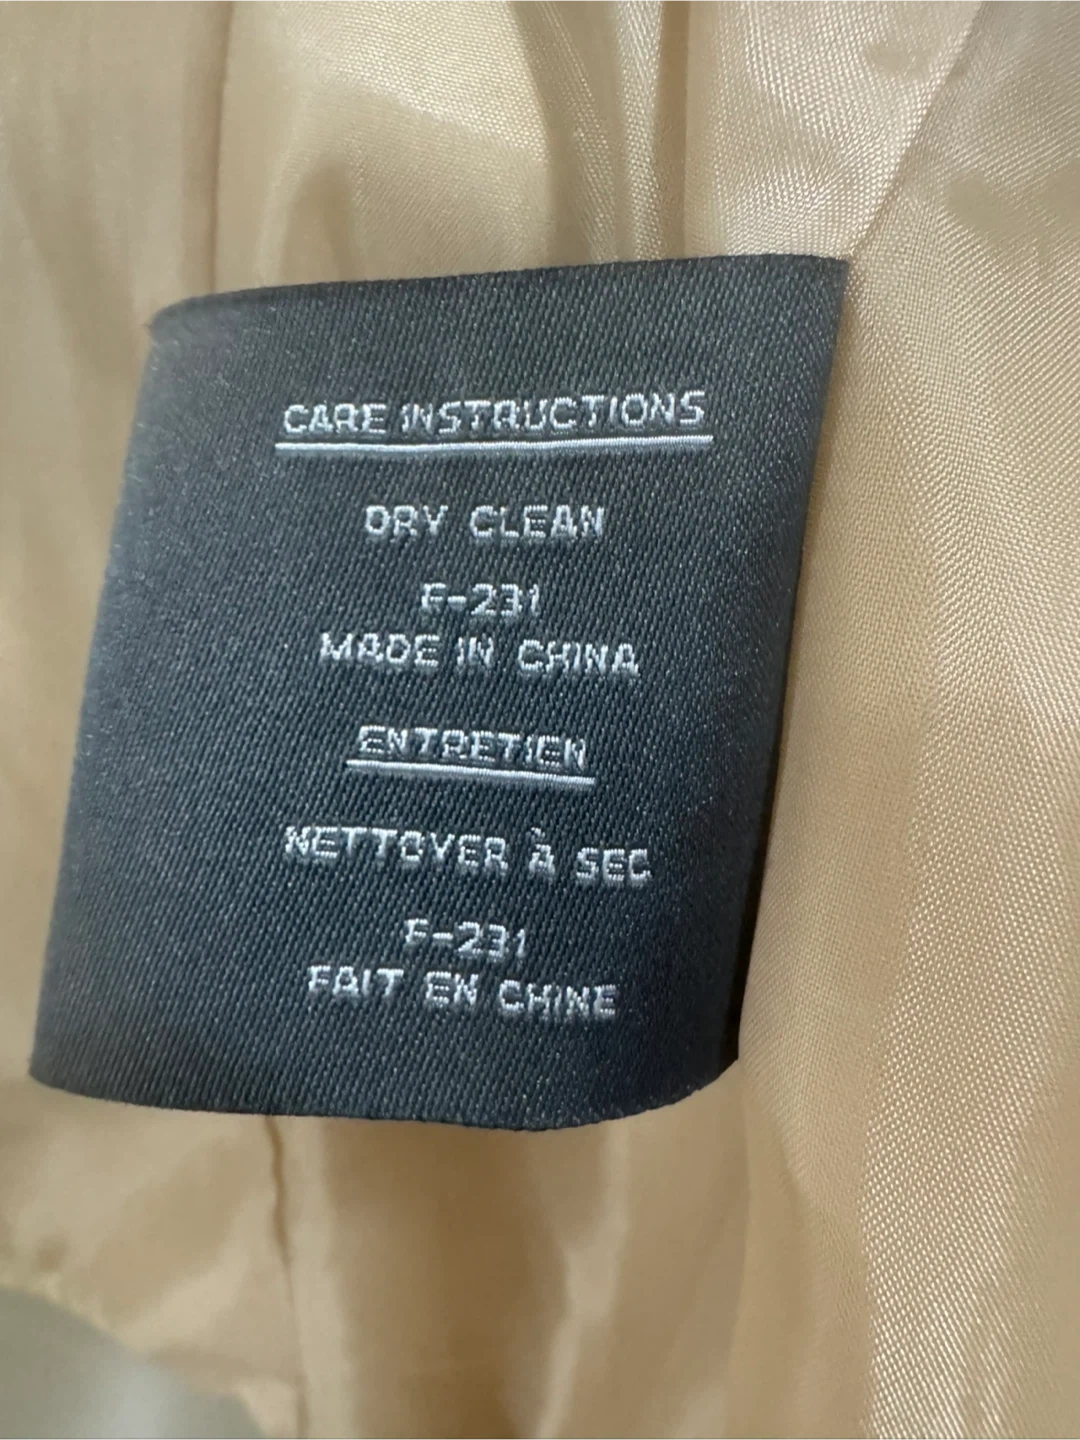 CARE INSTRUCTIONS
DRY CLEAN
F-231
MADE IN CHINA
ENTRETIEN
NETTOYER À SEC
F-231
FAIT EN CHINE